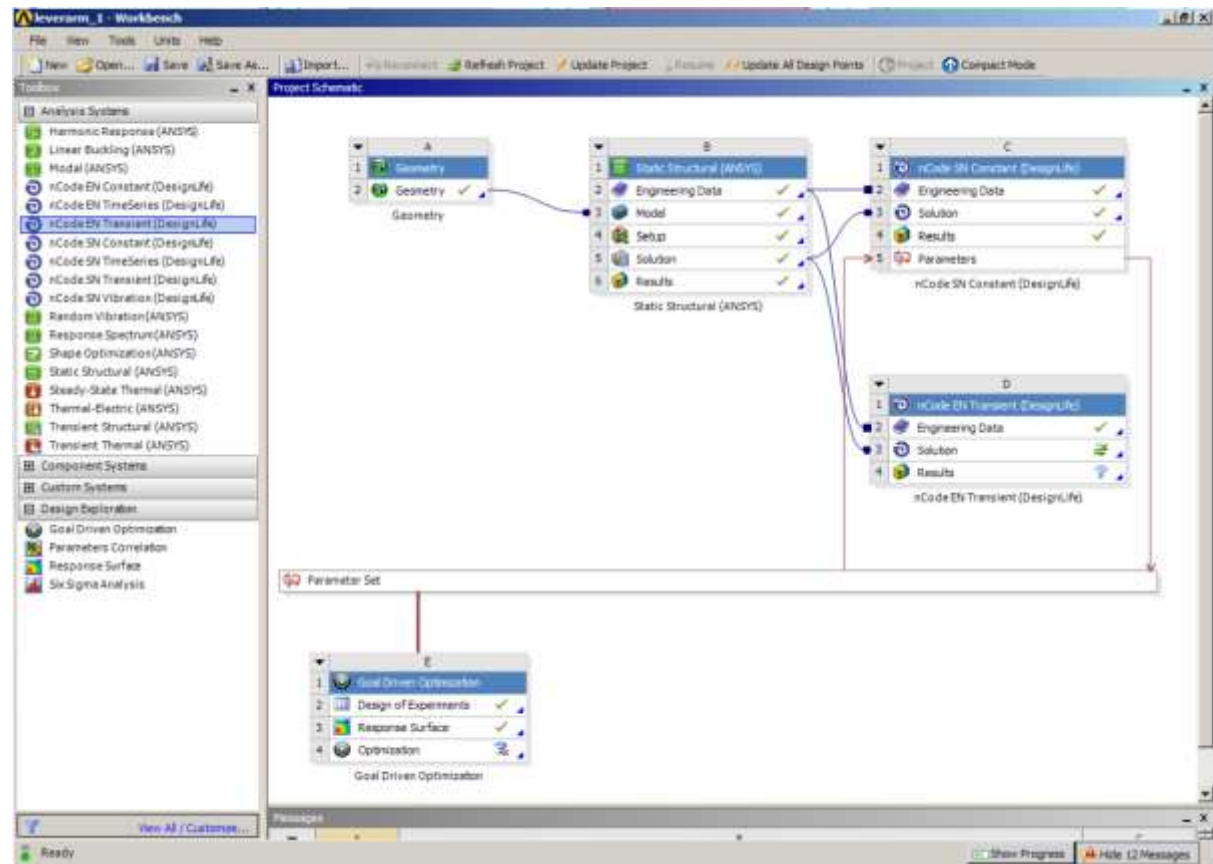 leverarm_1 - Workbench
File View Tools Units Help
New Open... Save Save As... Import... Reconnect Refresh Project Update Project Resume Update All Design Points Project Compact Mode
Toolbox
Project Schematic
Analysis Systems
Harmonic Response (ANSYS)
Linear Buckling (ANSYS)
Modal (ANSYS)
nCode EN Constant (DesignLife)
nCode EN TimeSeries (DesignLife)
nCode EN Transient (DesignLife)
nCode SN Constant (DesignLife)
nCode SN TimeSeries (DesignLife)
nCode SN Transient (DesignLife)
nCode SN Vibration (DesignLife)
Random Vibration (ANSYS)
Response Spectrum (ANSYS)
Shape Optimization (ANSYS)
Static Structural (ANSYS)
Steady-State Thermal (ANSYS)
Thermal-Electric (ANSYS)
Transient Structural (ANSYS)
Transient Thermal (ANSYS)
Component Systems
Custom Systems
Design Exploration
Goal Driven Optimization
Parameters Correlation
Response Surface
Six Sigma Analysis
View All / Customize...
A
1 Geometry
2 Geometry
Geometry
B
1 Static Structural (ANSYS)
2 Engineering Data
3 Model
4 Setup
5 Solution
6 Results
Static Structural (ANSYS)
C
1 nCode SN Constant (DesignLife)
2 Engineering Data
3 Solution
4 Results
5 Parameters
nCode SN Constant (DesignLife)
D
1 nCode EN Transient (DesignLife)
2 Engineering Data
3 Solution
4 Results
nCode EN Transient (DesignLife)
Parameter Set
E
1 Goal Driven Optimization
2 Design of Experiments
3 Response Surface
4 Optimization
Goal Driven Optimization
Messages
Ready
Show Progress
Hide 12 Messages